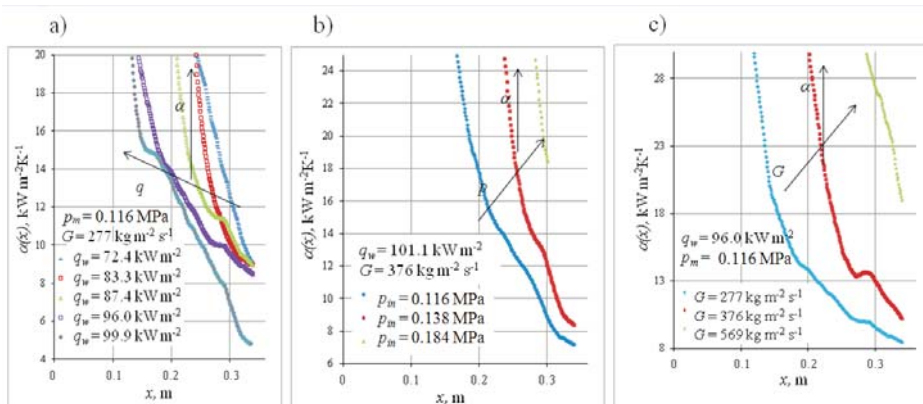 a)
20
18
16
14
12
10
8
6
4
α(x), kW m⁻²K⁻¹
α
q
p_m = 0.116 MPa
G = 277 kg m⁻² s⁻¹
q_w = 72.4 kW m⁻²
q_w = 83.3 kW m⁻²
q_w = 87.4 kW m⁻²
q_w = 96.0 kW m⁻²
q_w = 99.9 kW m⁻²
0 0.1 0.2 0.3
x, m
b)
24
22
20
18
16
14
12
10
8
6
α(x), kW m⁻²K⁻¹
α
p
q_w = 101.1 kW m⁻²
G = 376 kg m⁻² s⁻¹
p_in = 0.116 MPa
p_in = 0.138 MPa
p_in = 0.184 MPa
0 0.1 0.2 0.3
x, m
c)
28
23
18
13
8
α(x), kW m⁻²K⁻¹
α
G
q_w = 96.0 kW m⁻²
p_m = 0.116 MPa
G = 277 kg m⁻² s⁻¹
G = 376 kg m⁻² s⁻¹
G = 569 kg m⁻² s⁻¹
0 0.1 0.2 0.3
x, m